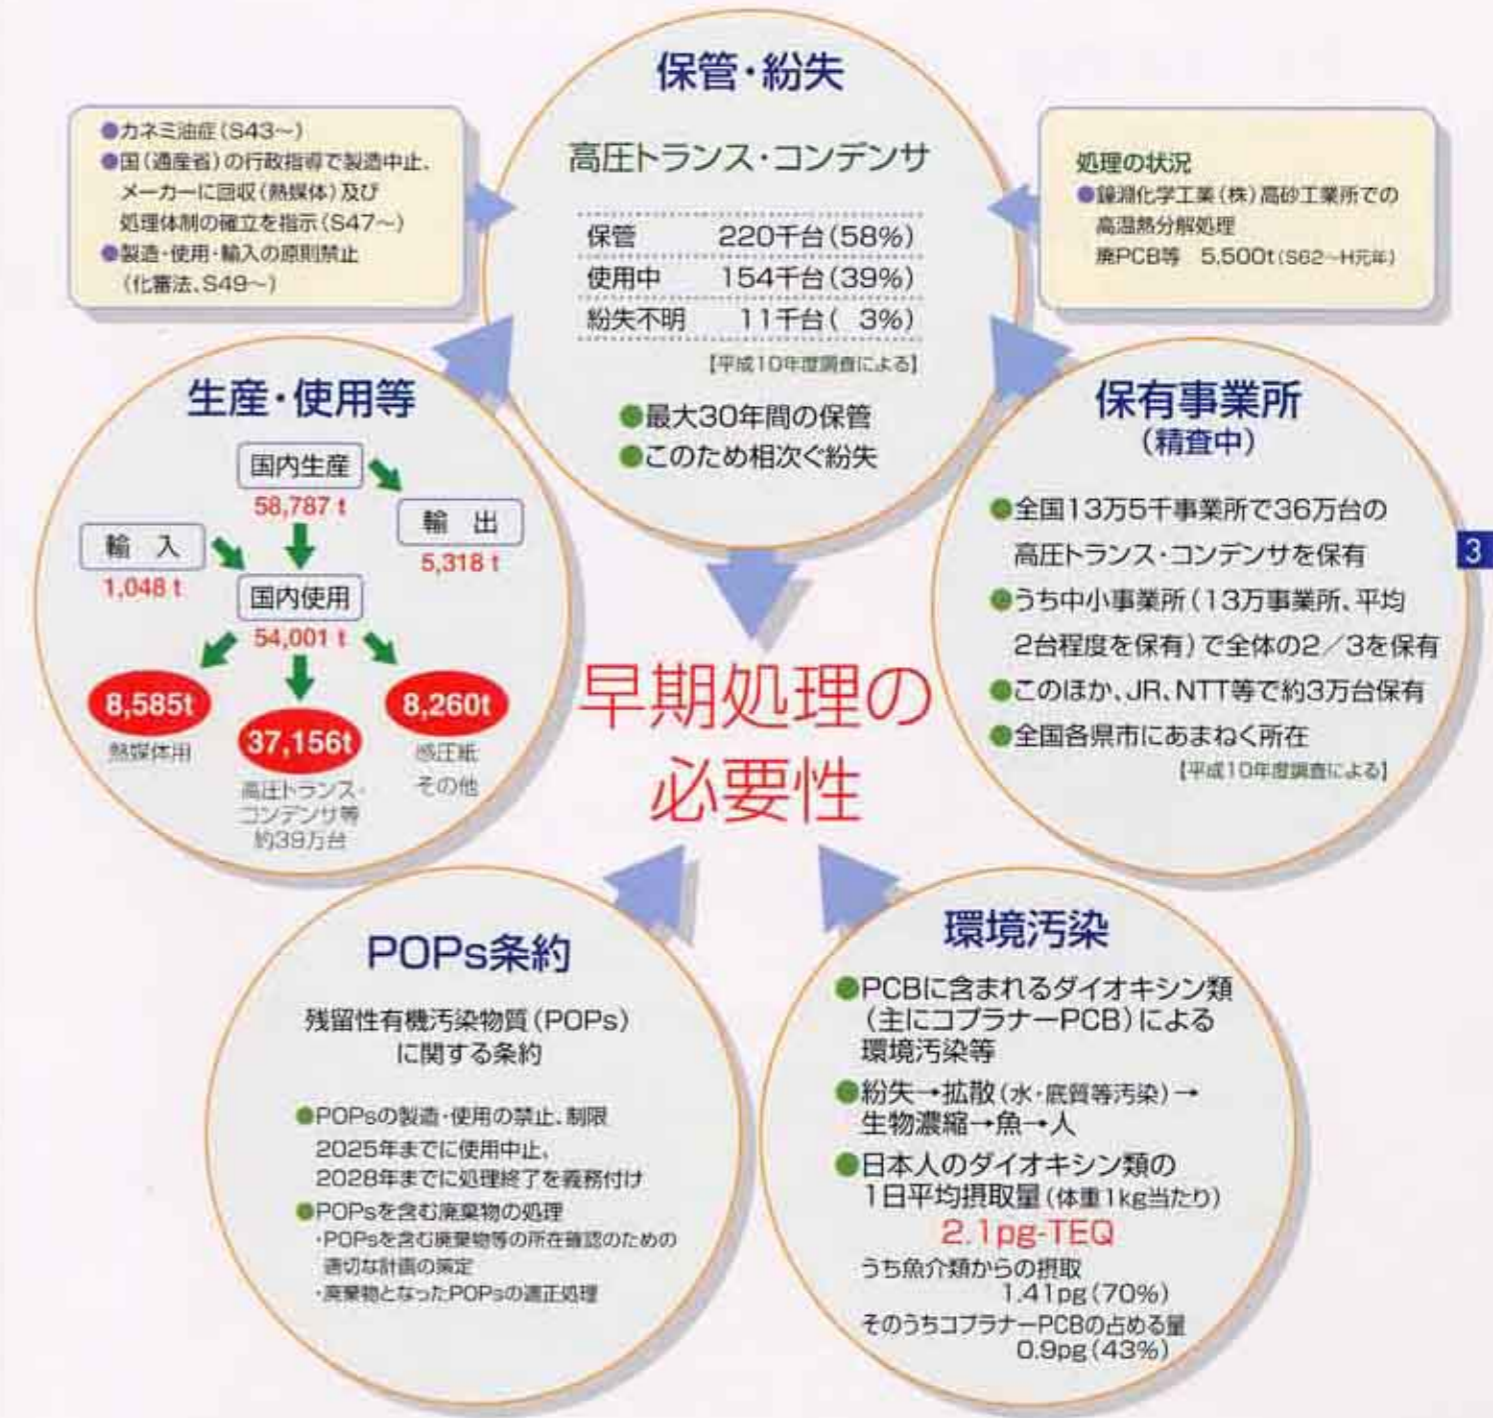 保管・紛失
高圧トランス・コンデンサ
保管 220千台(58%)
使用中 154千台(39%)
紛失不明 11千台( 3%)
【平成10年度調査による】
●最大30年間の保管
●このため相次ぐ紛失
●カネミ油症(S43〜)
●国(通産省)の行政指導で製造中止、
メーカーに回収(熱媒体)及び
処理体制の確立を指示(S47〜)
●製造・使用・輸入の原則禁止
(化審法、S49〜)
処理の状況
●鐘淵化学工業(株)高砂工業所での
高温熱分解処理
廃PCB等 5,500t(S62〜H元年)
生産・使用等
国内生産
58,787 t
輸 出
5,318 t
輸 入
1,048 t
国内使用
54,001 t
8,585t
熱媒体用
37,156t
高圧トランス・
コンデンサ等
約39万台
8,260t
感圧紙
その他
保有事業所
(精査中)
●全国13万5千事業所で36万台の
高圧トランス・コンデンサを保有
●うち中小事業所(13万事業所、平均
2台程度を保有)で全体の2/3を保有
●このほか、JR、NTT等で約3万台保有
●全国各県市にあまねく所在
【平成10年度調査による】
3
早期処理の
必要性
POPs条約
残留性有機汚染物質(POPs)
に関する条約
●POPsの製造・使用の禁止、制限
2025年までに使用中止、
2028年までに処理終了を義務付け
●POPsを含む廃棄物の処理
・POPsを含む廃棄物等の所在確認のための
適切な計画の策定
・廃棄物となったPOPsの適正処理
環境汚染
●PCBに含まれるダイオキシン類
(主にコプラナーPCB)による
環境汚染等
●紛失→拡散(水・底質等汚染)→
生物濃縮→魚→人
●日本人のダイオキシン類の
1日平均摂取量(体重1kg当たり)
2.1pg-TEQ
うち魚介類からの摂取
1.41pg(70%)
そのうちコプラナーPCBの占める量
0.9pg(43%)